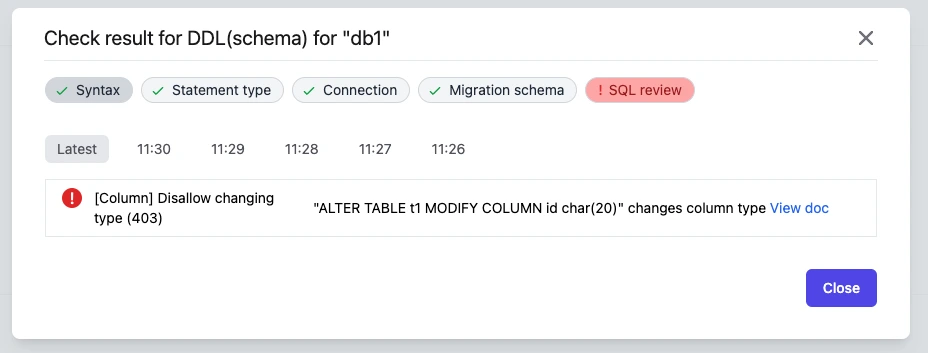 Check result for DDL(schema) for "db1"
Syntax Statement type Connection Migration schema ! SQL review
Latest 11:30 11:29 11:28 11:27 11:26
[Column] Disallow changing
type (403)
"ALTER TABLE t1 MODIFY COLUMN id char(20)" changes column type View doc
Close